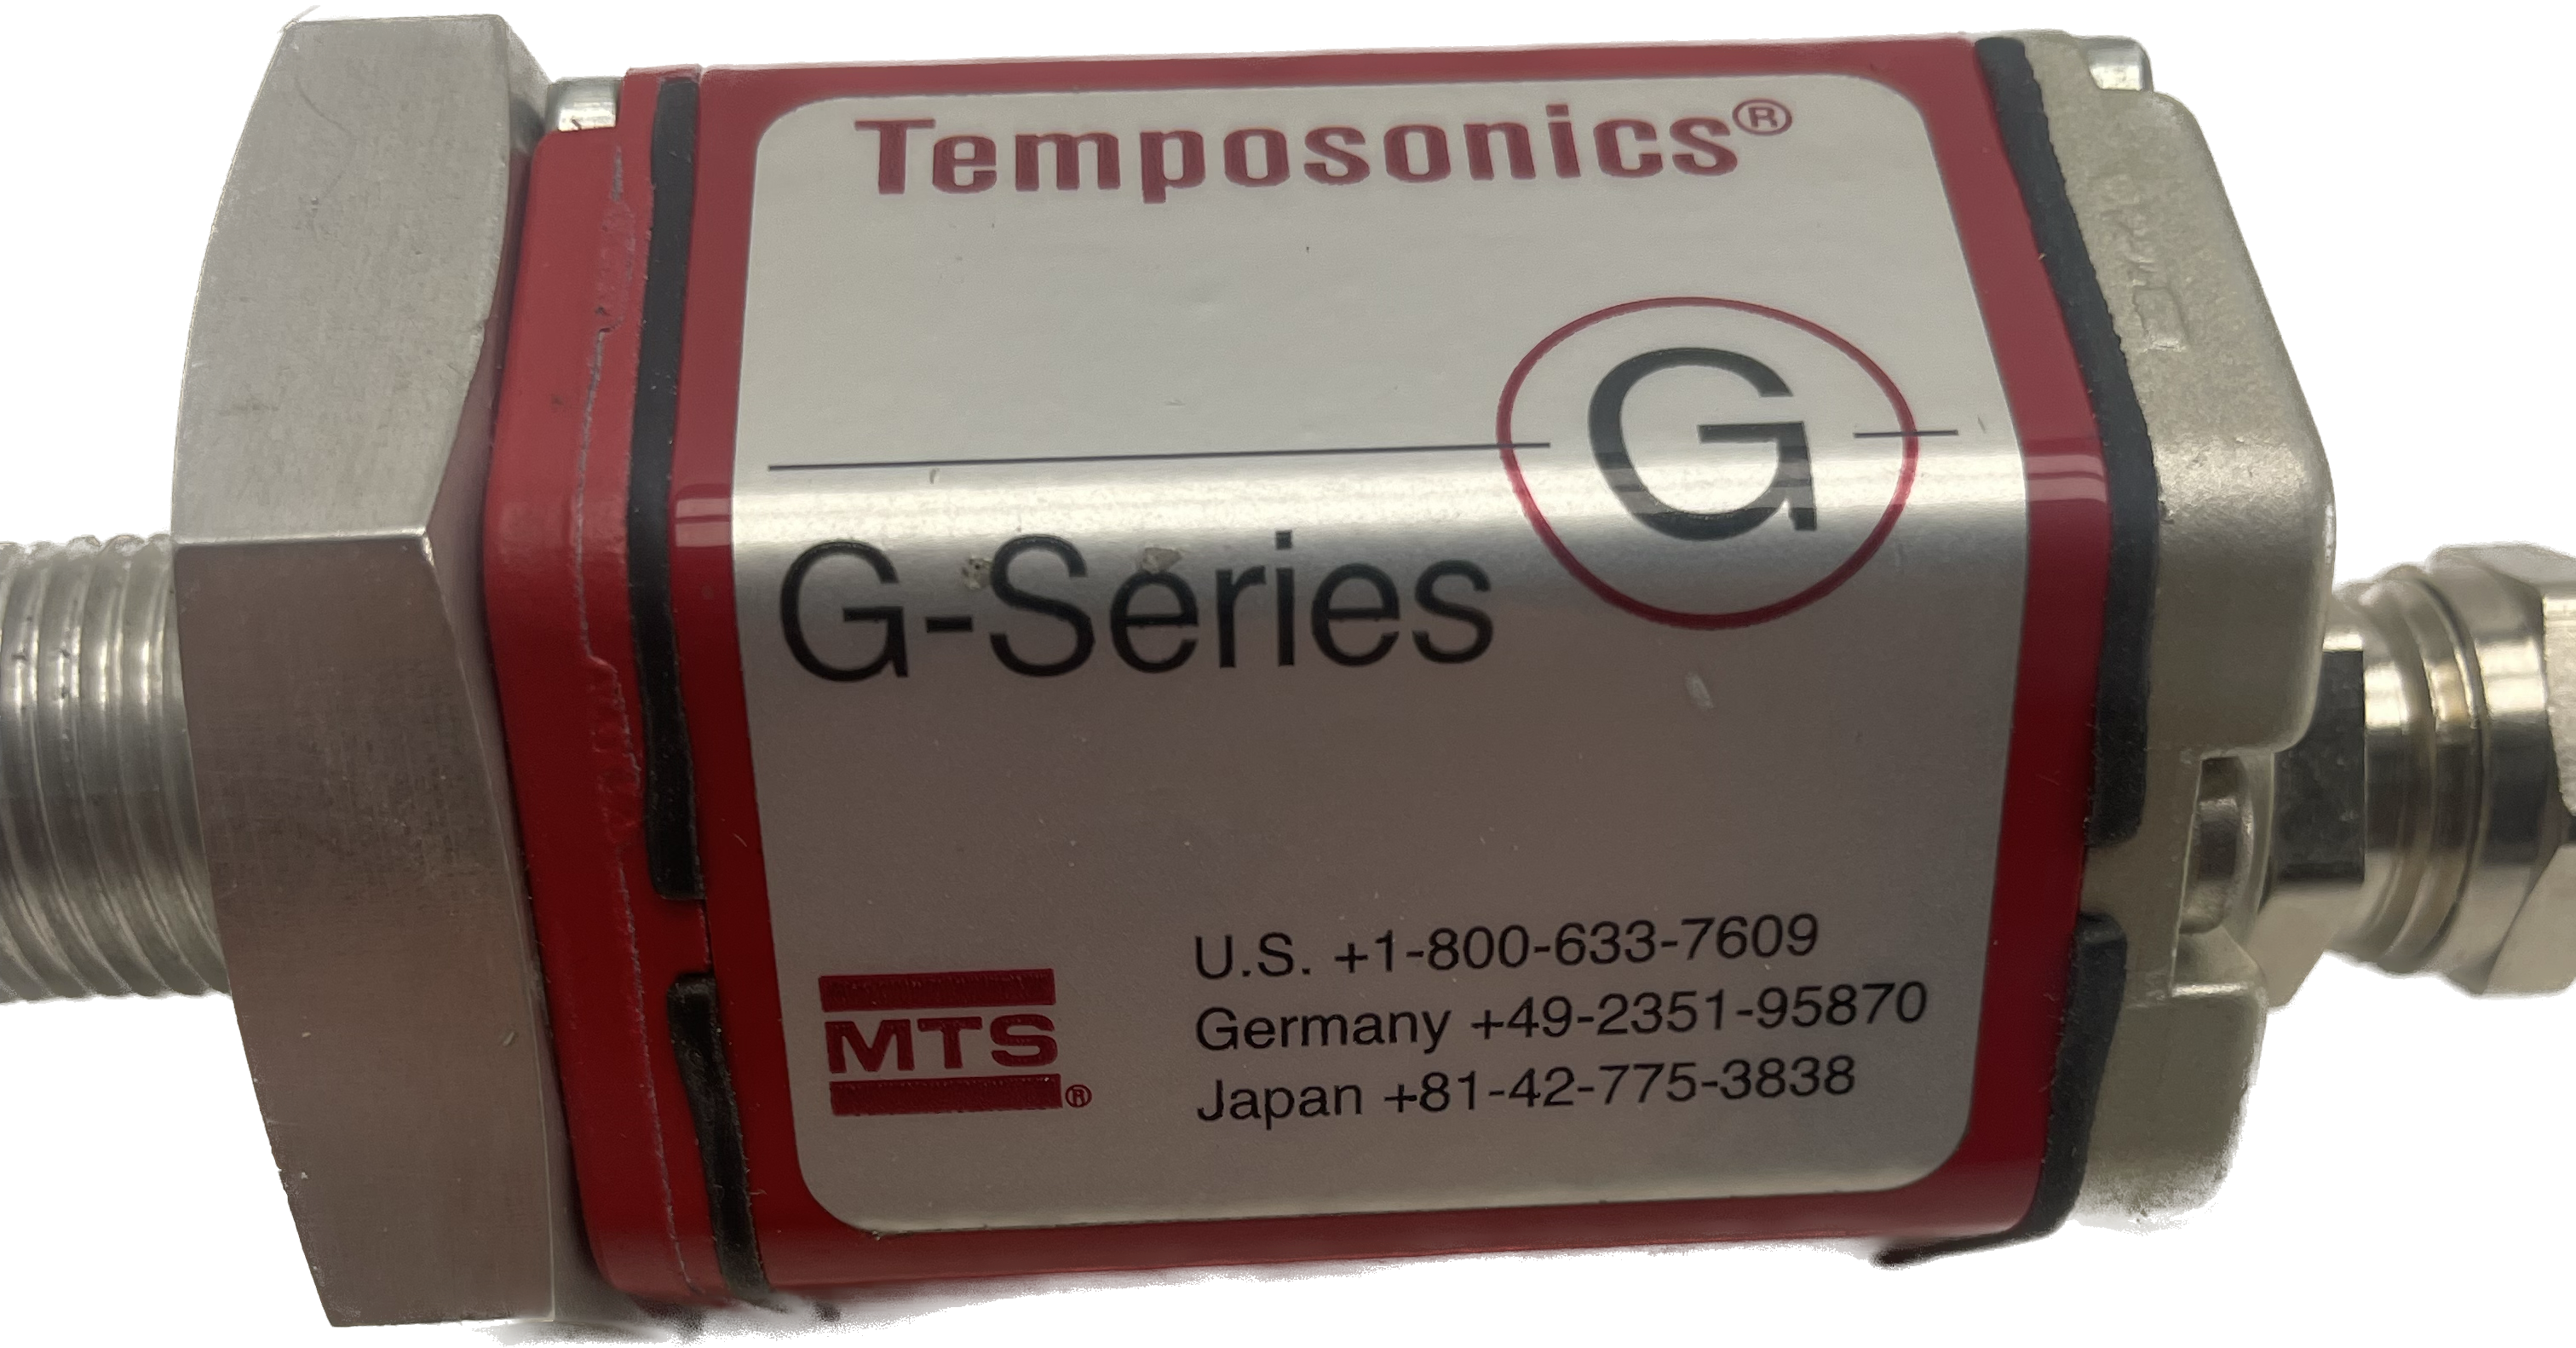 Temposonics®
G
G-Series
MTS®
U.S. +1-800-633-7609
Germany +49-2351-95870
Japan +81-42-775-3838